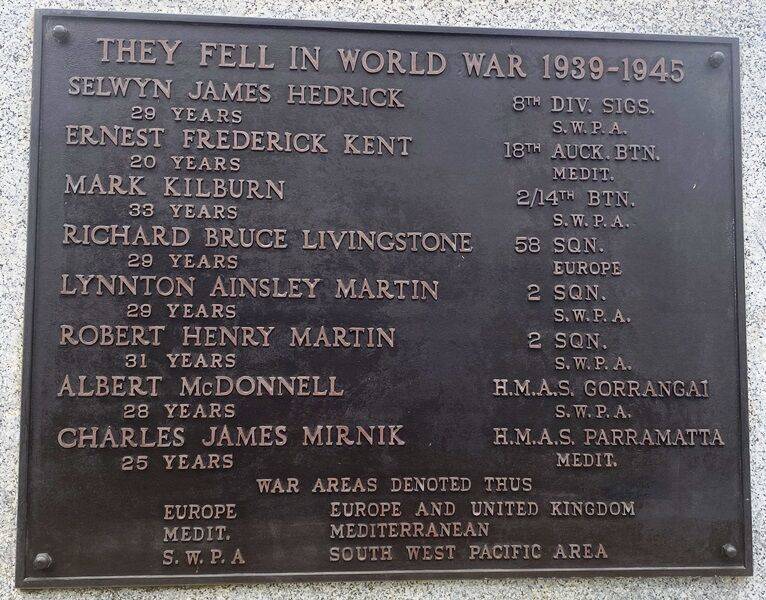 THEY FELL IN WORLD WAR 1939-1945
SELWYN JAMES HEDRICK 8TH DIV. SIGS.
29 YEARS S.W.P.A.
ERNEST FREDERICK KENT 18TH AUCK. BTN.
20 YEARS MEDIT.
MARK KILBURN 2/14TH BTN.
33 YEARS S.W.P.A.
RICHARD BRUCE LIVINGSTONE 58 SQN.
29 YEARS EUROPE
LYNNTON AINSLEY MARTIN 2 SQN.
29 YEARS S.W.P.A.
ROBERT HENRY MARTIN 2 SQN.
31 YEARS S.W.P.A.
ALBERT McDONNELL H.M.A.S. GORRANGAI
28 YEARS S.W.P.A.
CHARLES JAMES MIRNIK H.M.A.S. PARRAMATTA
25 YEARS MEDIT.
WAR AREAS DENOTED THUS
EUROPE EUROPE AND UNITED KINGDOM
MEDIT. MEDITERRANEAN
S.W.P.A SOUTH WEST PACIFIC AREA